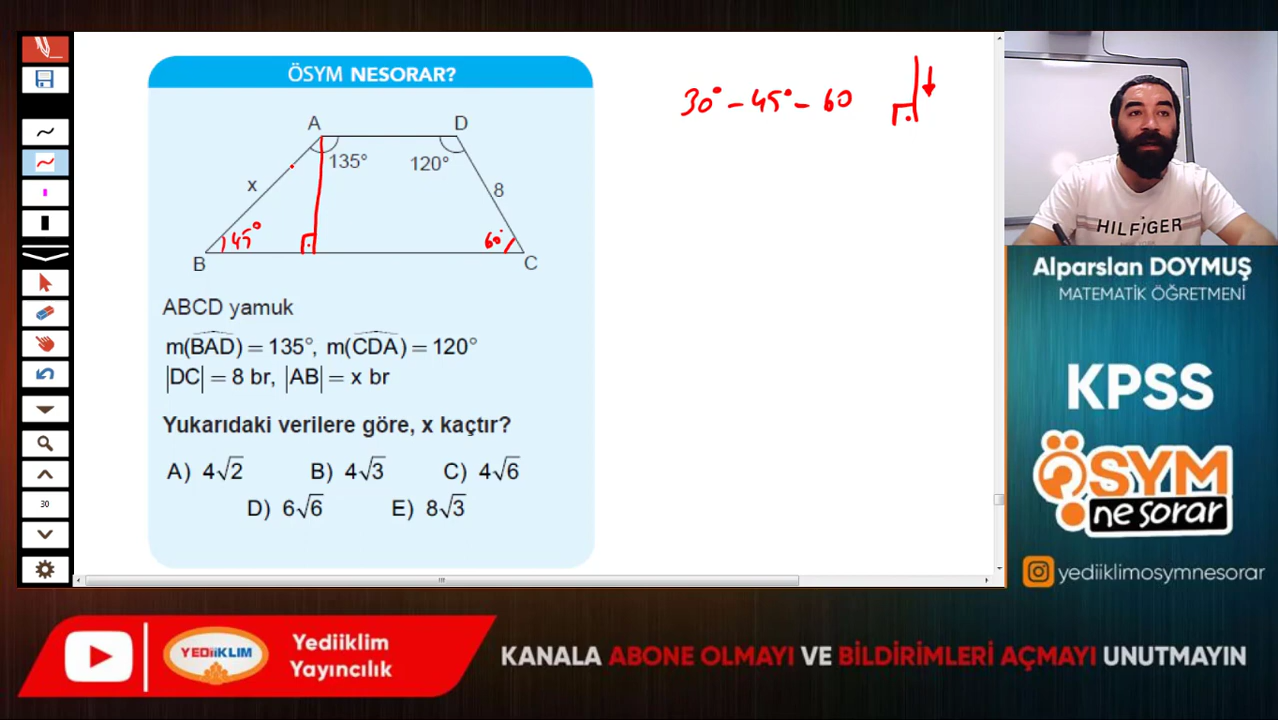 ÖSYM NESORAR?
30° - 45° - 60
A
D
135°
120°
x
8
45°
60°
B
C
ABCD yamuk
m(BAD) = 135°, m(CDA) = 120°
|DC| = 8 br, |AB| = x br
Yukarıdaki verilere göre, x kaçtır?
A) 4√2 B) 4√3 C) 4√6
D) 6√6 E) 8√3
30
HILFIGER
Alparslan DOYMUŞ
MATEMATİK ÖĞRETMENİ
KPSS
ÖSYM
ne sorar
yediiklimosymnesorar
YEDİİKLİM
Yediiklim
Yayıncılık
KANALA ABONE OLMAYI VE BİLDİRİMLERİ AÇMAYI UNUTMAYIN